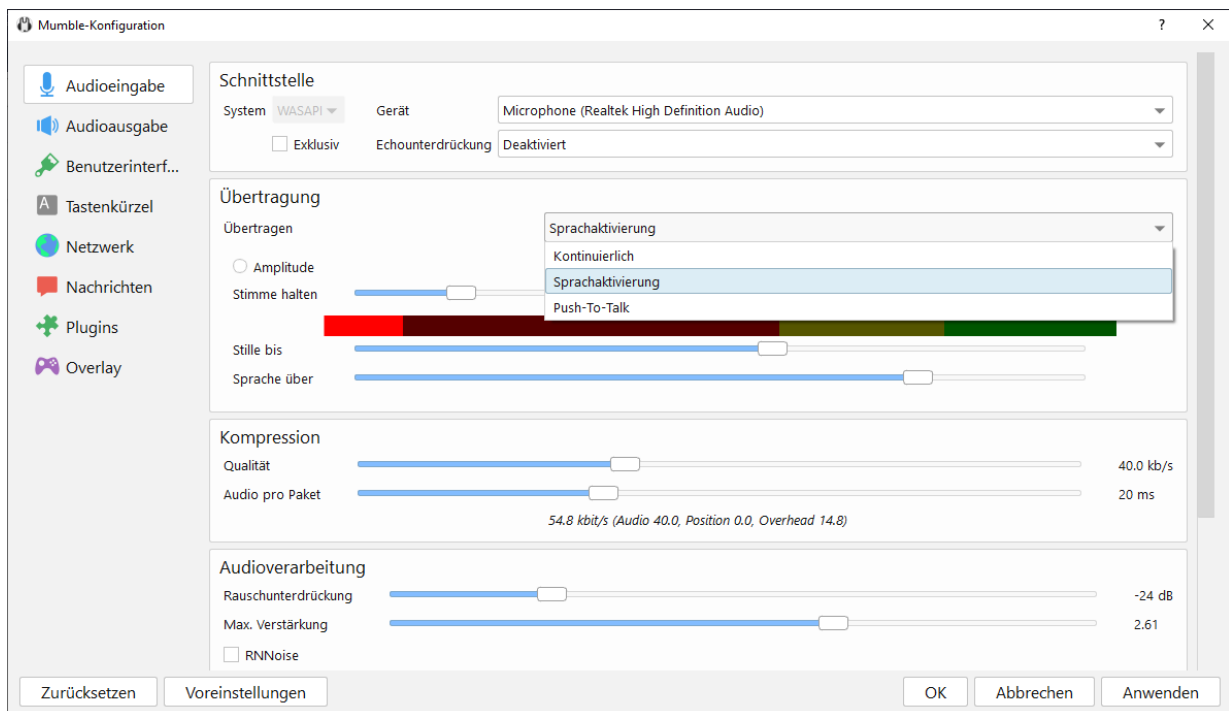 Mumble-Konfiguration ?
Audioeingabe
Audioausgabe
Benutzerinterf...
A Tastenkürzel
Netzwerk
Nachrichten
Plugins
Overlay
Schnittstelle
System WASAPI Gerät Microphone (Realtek High Definition Audio)
Exklusiv Echounterdrückung Deaktiviert
Übertragung
Übertragen Sprachaktivierung
Kontinuierlich
Sprachaktivierung
Push-To-Talk
Amplitude
Stimme halten
Stille bis
Sprache über
Kompression
Qualität 40.0 kb/s
Audio pro Paket 20 ms
54.8 kbit/s (Audio 40.0, Position 0.0, Overhead 14.8)
Audioverarbeitung
Rauschunterdrückung -24 dB
Max. Verstärkung 2.61
RNNoise
Zurücksetzen Voreinstellungen OK Abbrechen Anwenden